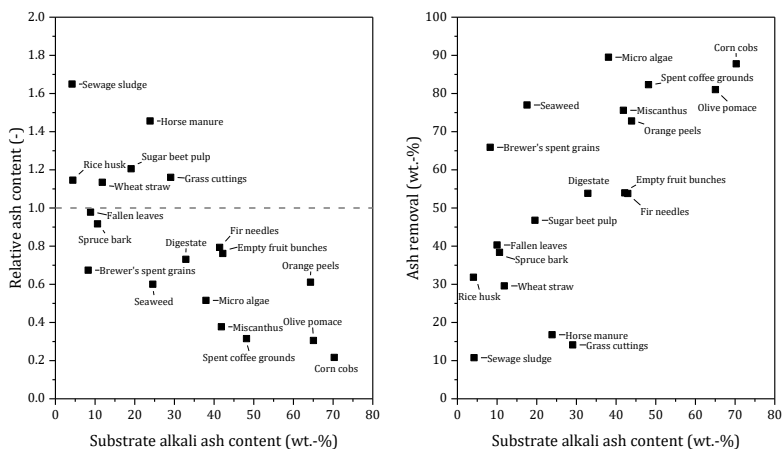 2.0
1.8
1.6
1.4
1.2
1.0
0.8
0.6
0.4
0.2
0.0
Relative ash content (-)
Sewage sludge
Horse manure
Sugar beet pulp
Rice husk
Grass cuttings
Wheat straw
Fallen leaves
Spruce bark
Fir needles
Digestate
Empty fruit bunches
Brewer's spent grains
Orange peels
Seaweed
Micro algae
Miscanthus
Olive pomace
Spent coffee grounds
Corn cobs
0 10 20 30 40 50 60 70 80
Substrate alkali ash content (wt.-%)
100
90
80
70
60
50
40
30
20
10
0
Ash removal (wt.-%)
Corn cobs
Micro algae
Spent coffee grounds
Seaweed
Olive pomace
Miscanthus
Orange peels
Brewer's spent grains
Digestate
Empty fruit bunches
Fir needles
Sugar beet pulp
Fallen leaves
Spruce bark
Rice husk
Wheat straw
Horse manure
Grass cuttings
Sewage sludge
0 10 20 30 40 50 60 70 80
Substrate alkali ash content (wt.-%)